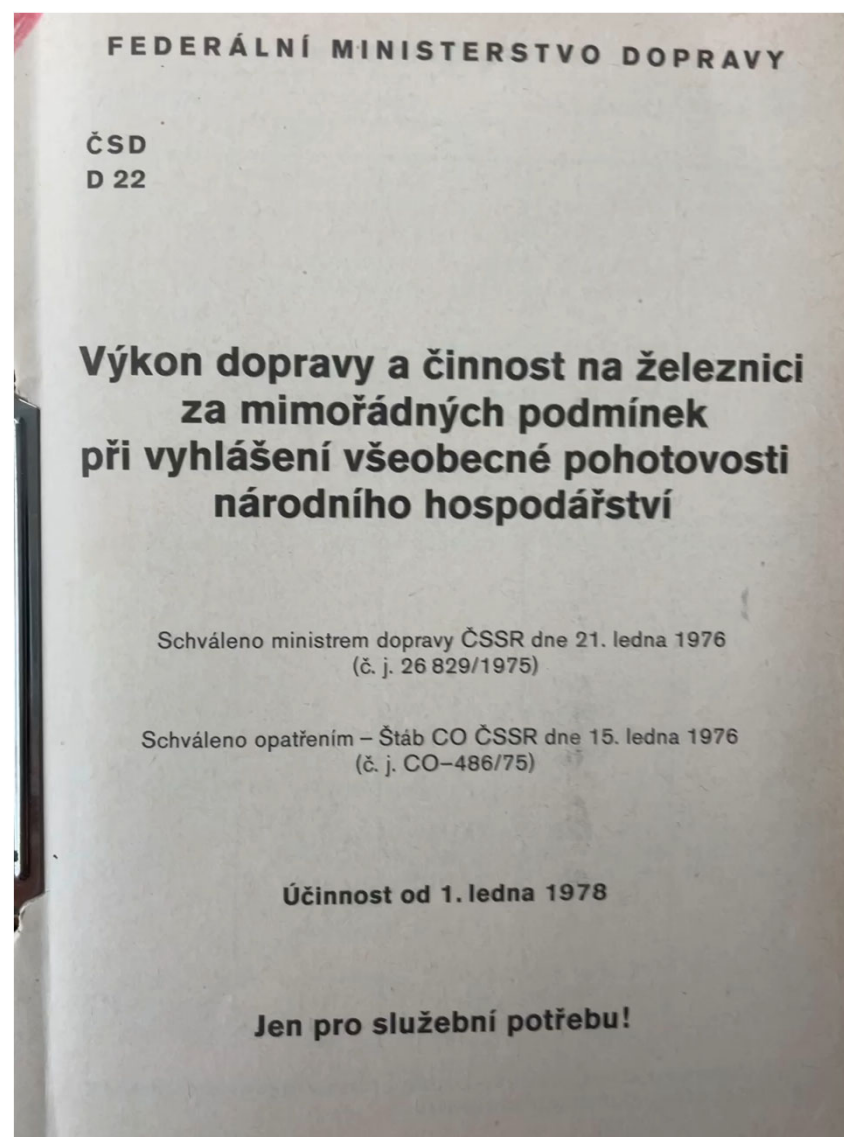 FEDERÁLNÍ MINISTERSTVO DOPRAVY
ČSD
D 22
Výkon dopravy a činnost na železnici
za mimořádných podmínek
při vyhlášení všeobecné pohotovosti
národního hospodářství
Schváleno ministrem dopravy ČSSR dne 21. ledna 1976
(č. j. 26 829/1975)
Schváleno opatřením – Štáb CO ČSSR dne 15. ledna 1976
(č. j. CO–486/75)
Účinnost od 1. ledna 1978
Jen pro služební potřebu!